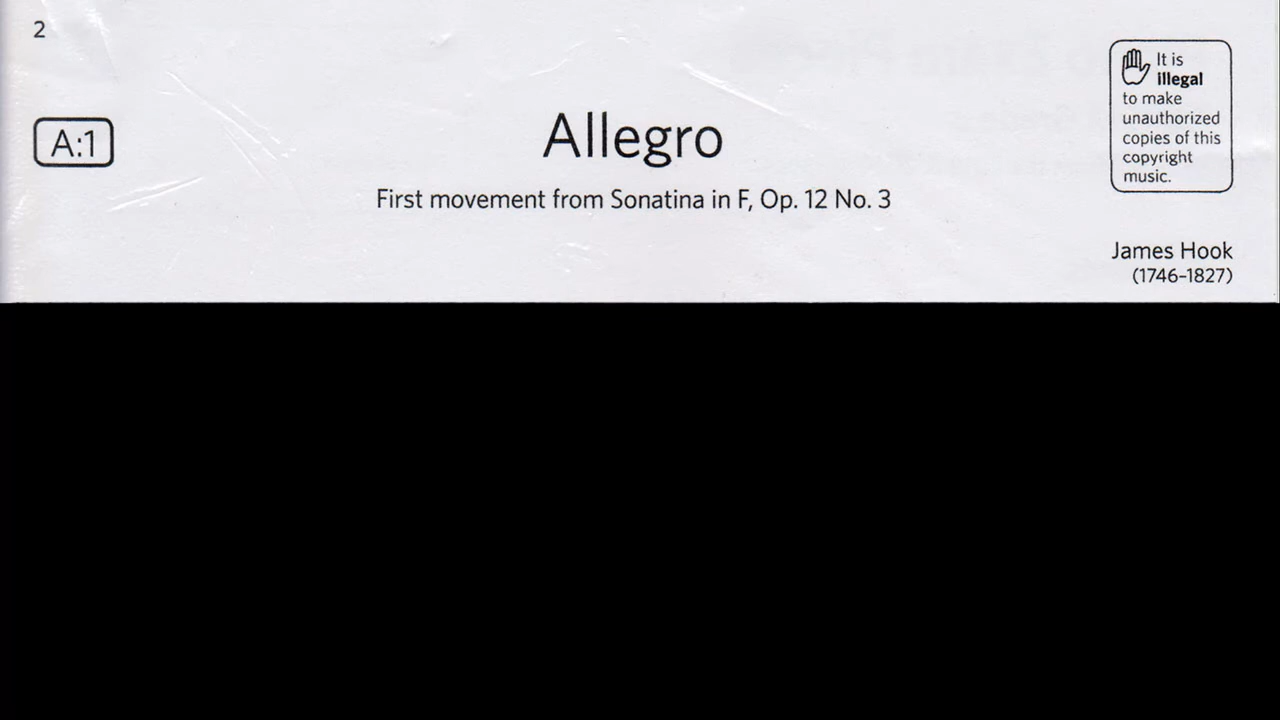 2
It is
illegal
to make
unauthorized
copies of this
copyright
music.
A:1
Allegro
First movement from Sonatina in F, Op. 12 No. 3
James Hook
(1746–1827)